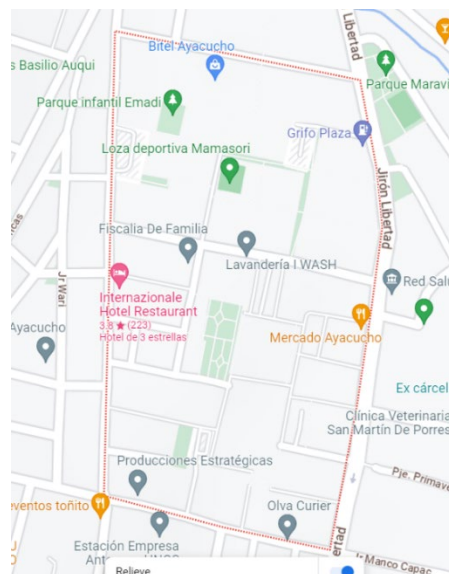 Jirón Libertad
Bitel Ayacucho
s Basilio Auqui
Parque Maravi
Parque infantil Emadi
Grifo Plaza
Loza deportiva Mamasori
Jirón Libertad
Fiscalia De Familia
Lavandería I WASH
Red Salu
Jr Wari
Internazionale
Hotel Restaurant
3.8 ★ (223)
Hotel de 3 estrellas
Ayacucho
Mercado Ayacucho
Ex cárcel
Clínica Veterinaria
San Martín De Porres
Producciones Estratégicas
Pje. Primave
eventos toñito
Olva Curier
Estación Empresa
bertad
Jr Manco Capac
Relieve